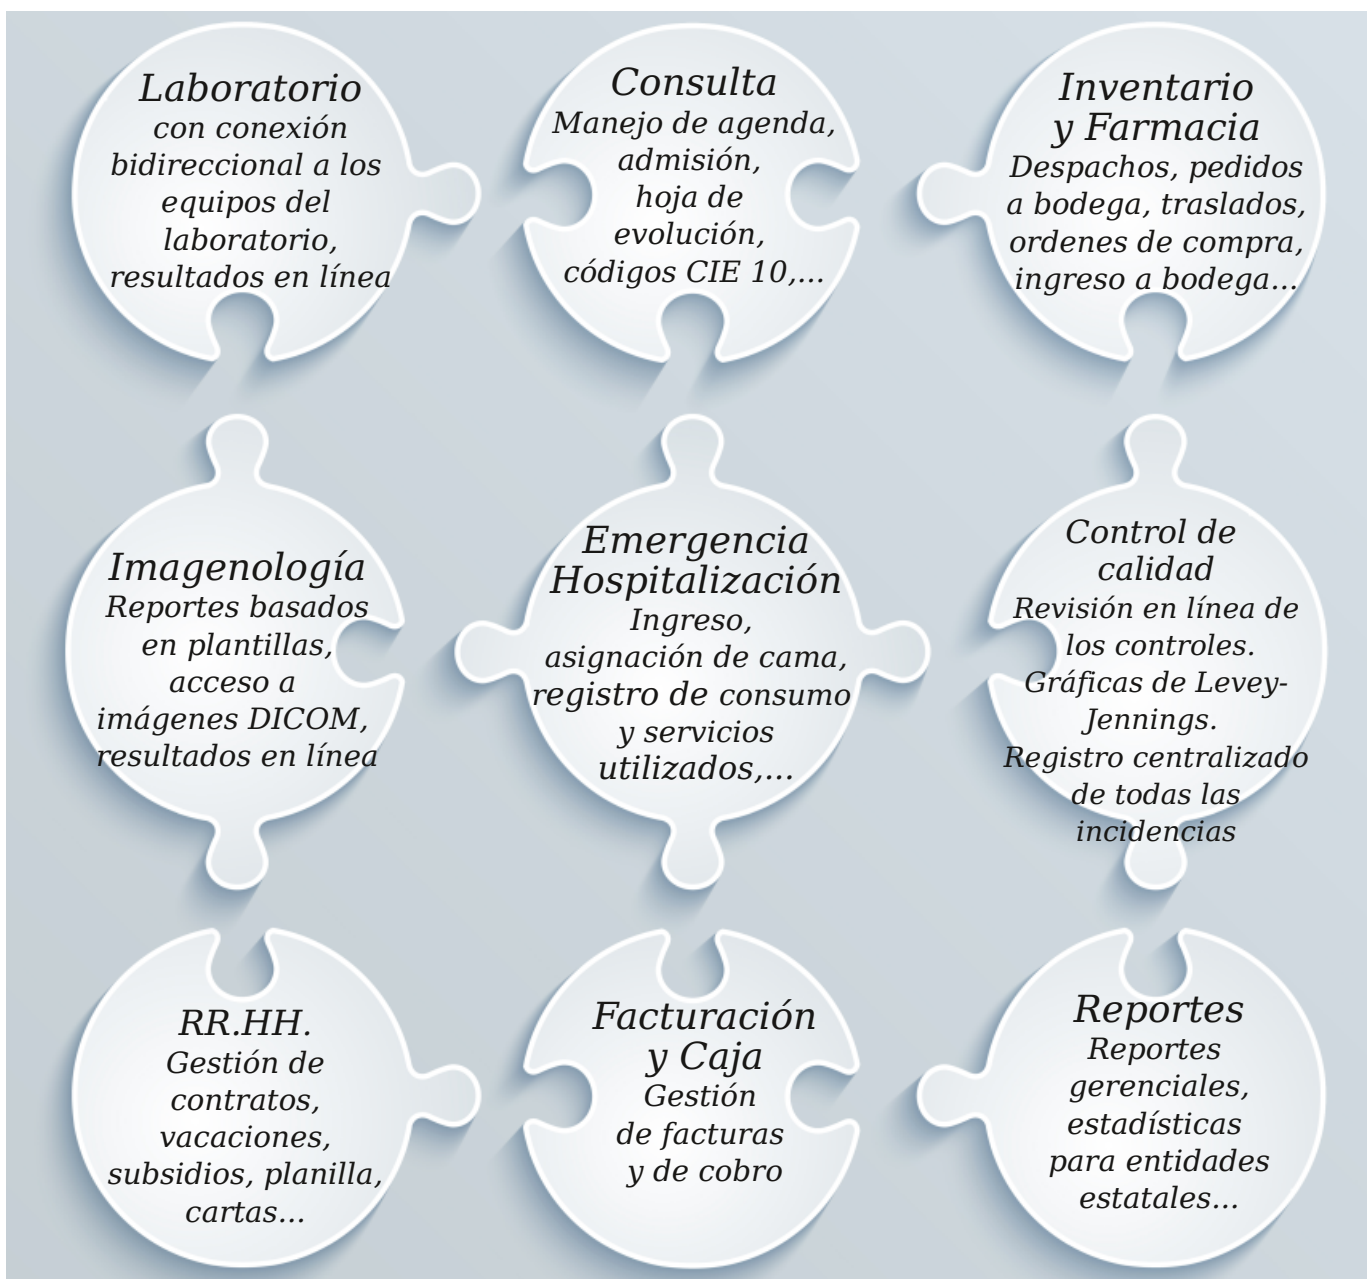 Laboratorio
con conexión
bidireccional a los
equipos del
laboratorio,
resultados en línea
Consulta
Manejo de agenda,
admisión,
hoja de
evolución,
códigos CIE 10,...
Inventario
y Farmacia
Despachos, pedidos
a bodega, traslados,
ordenes de compra,
ingreso a bodega...
Imagenología
Reportes basados
en plantillas,
acceso a
imágenes DICOM,
resultados en línea
Emergencia
Hospitalización
Ingreso,
asignación de cama,
registro de consumo
y servicios
utilizados,...
Control de
calidad
Revisión en línea de
los controles.
Gráficas de Levey-
Jennings.
Registro centralizado
de todas las
incidencias
RR.HH.
Gestión de
contratos,
vacaciones,
subsidios, planilla,
cartas...
Facturación
y Caja
Gestión
de facturas
y de cobro
Reportes
Reportes
gerenciales,
estadísticas
para entidades
estatales...